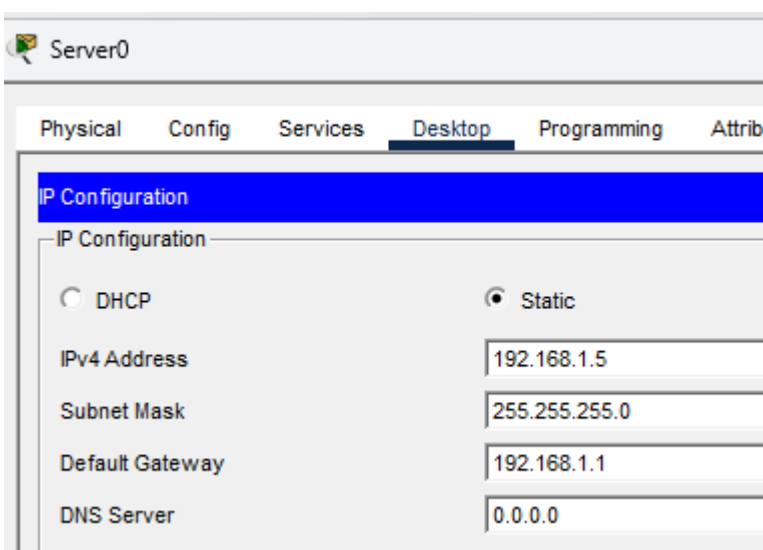 Server0
Physical Config Services Desktop Programming Attrib
IP Configuration
IP Configuration
DHCP Static
IPv4 Address 192.168.1.5
Subnet Mask 255.255.255.0
Default Gateway 192.168.1.1
DNS Server 0.0.0.0